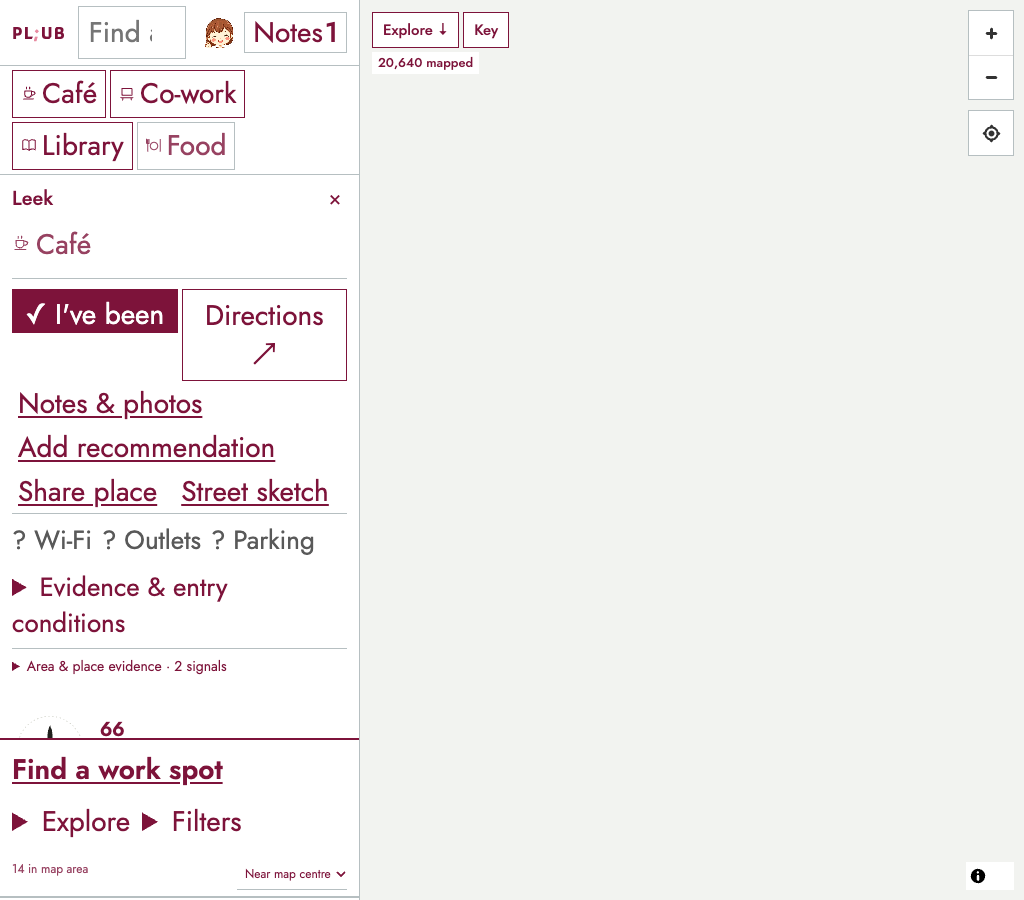 PL;UB
Find a
Notes 1
Café
Co-work
Library
Food
Leek
×
Café
✓ I've been
Directions ↗
Notes & photos
Add recommendation
Share place
Street sketch
? Wi-Fi ? Outlets ? Parking
▶ Evidence & entry
conditions
▶ Area & place evidence · 2 signals
66
Find a work spot
▶ Explore ▶ Filters
14 in map area
Near map centre
Explore ↓
Key
20,640 mapped
+
−